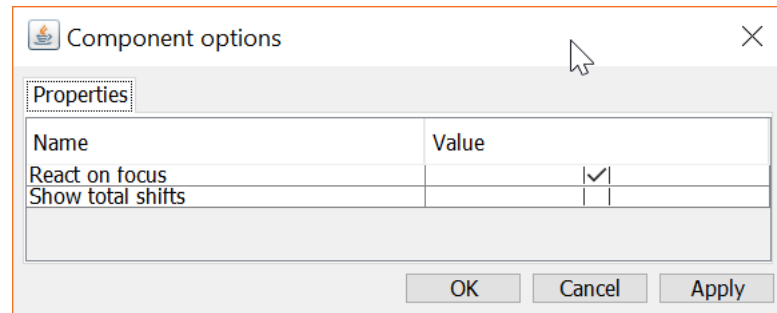 Component options
Properties
Name Value
React on focus
Show total shifts
OK Cancel Apply